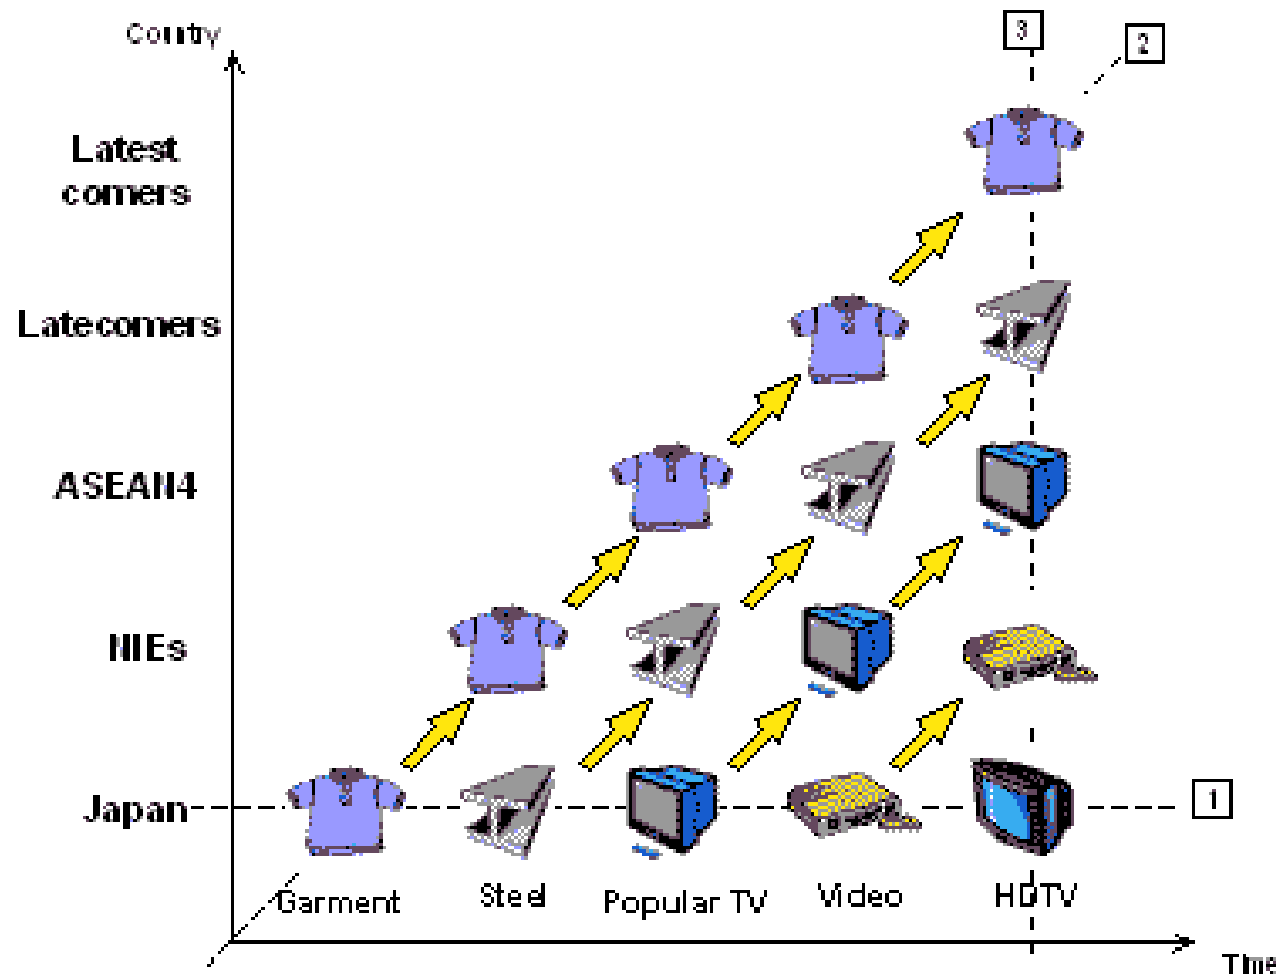 Country
3
2
Latest
comers
Latecomers
ASEAN4
NIEs
Japan
1
Garment
Steel
Popular TV
Video
HDTV
Time